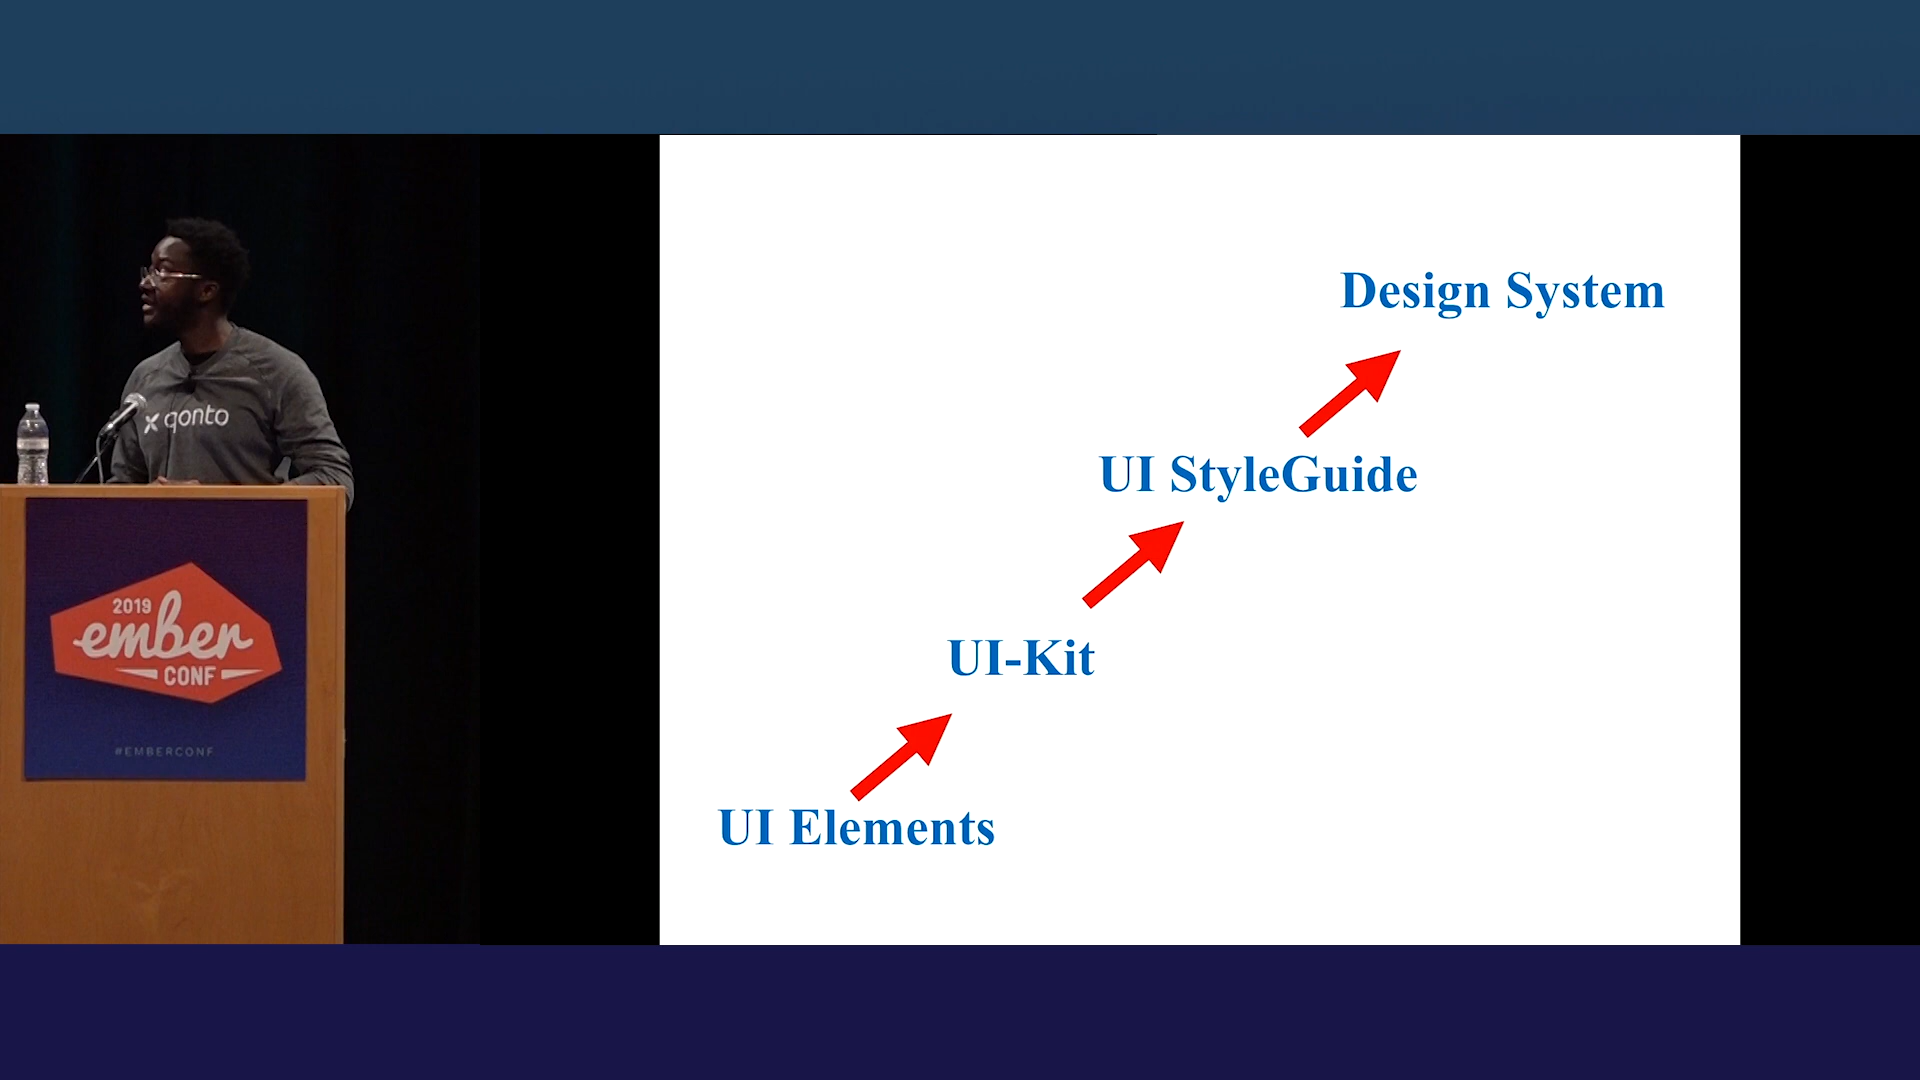 qonto
2019
ember
CONF
#EMBERCONF
Design System
UI StyleGuide
UI-Kit
UI Elements